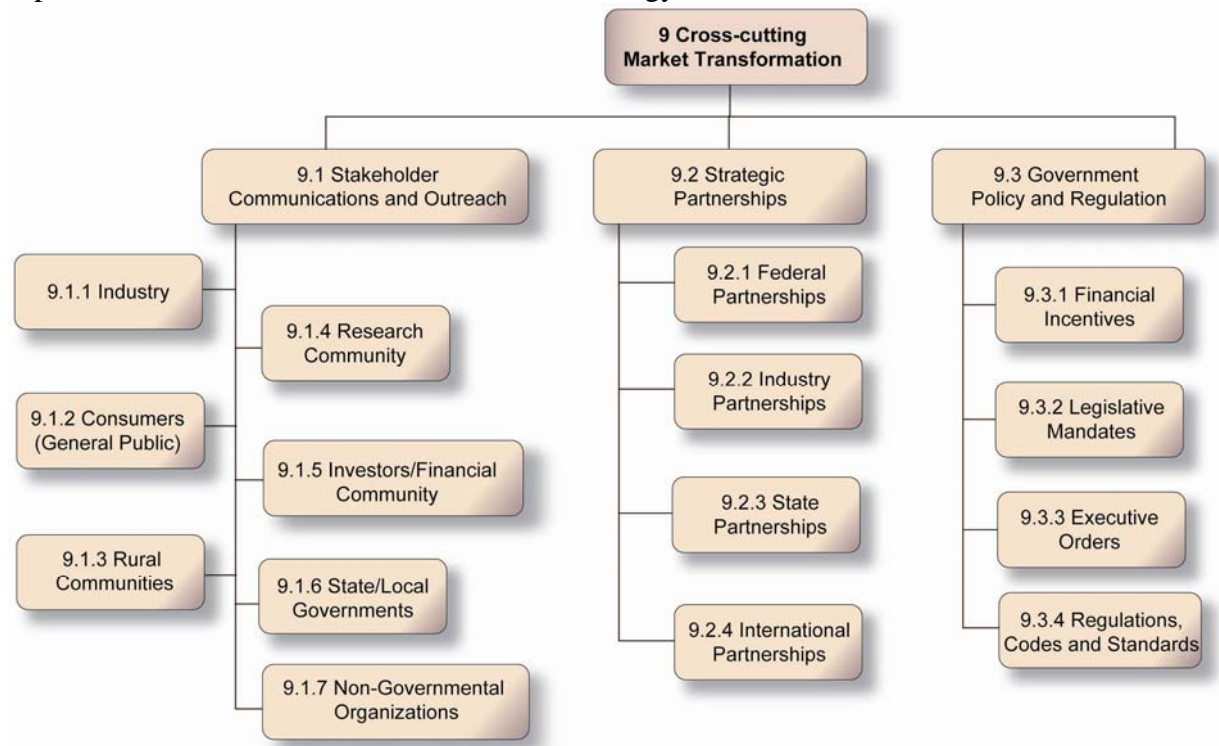 9 Cross-cutting
Market Transformation
9.1 Stakeholder
Communications and Outreach
9.1.1 Industry
9.1.2 Consumers
(General Public)
9.1.3 Rural
Communities
9.1.4 Research
Community
9.1.5 Investors/Financial
Community
9.1.6 State/Local
Governments
9.1.7 Non-Governmental
Organizations
9.2 Strategic
Partnerships
9.2.1 Federal
Partnerships
9.2.2 Industry
Partnerships
9.2.3 State
Partnerships
9.2.4 International
Partnerships
9.3 Government
Policy and Regulation
9.3.1 Financial
Incentives
9.3.2 Legislative
Mandates
9.3.3 Executive
Orders
9.3.4 Regulations,
Codes and Standards